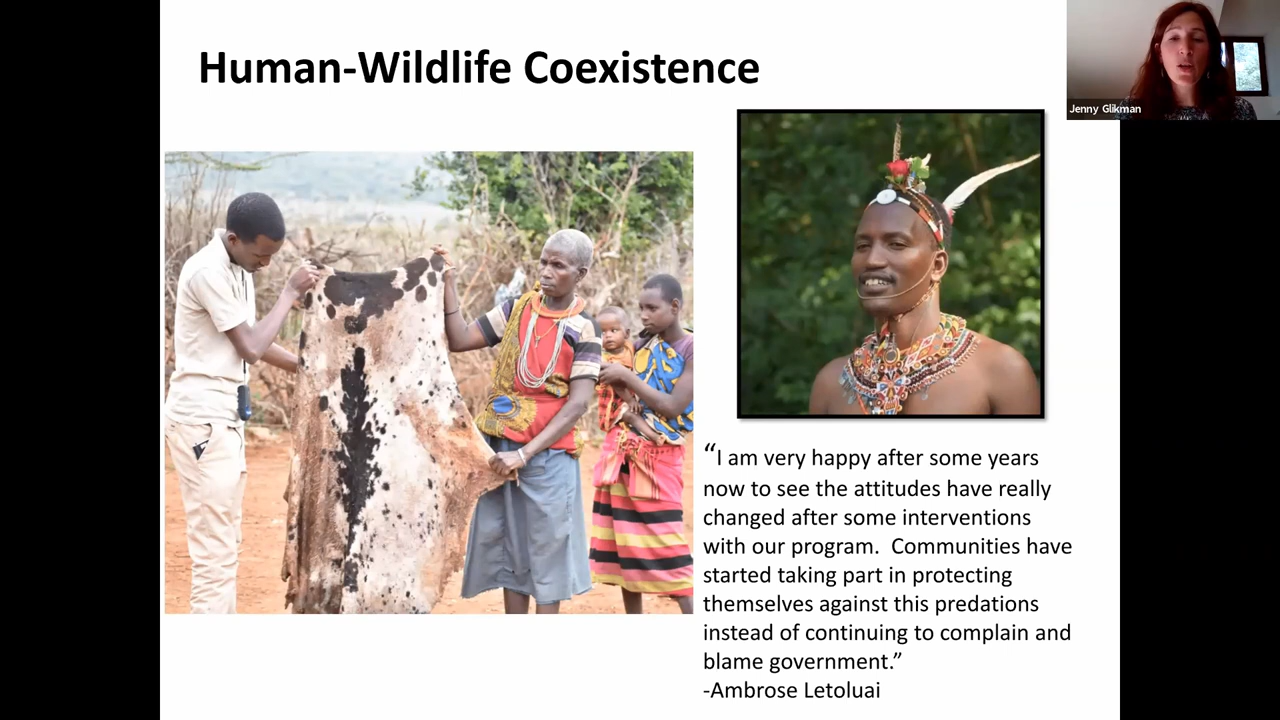 Human-Wildlife Coexistence
Jenny Glikman
“I am very happy after some years
now to see the attitudes have really
changed after some interventions
with our program.  Communities have
started taking part in protecting
themselves against this predations
instead of continuing to complain and
blame government.”
-Ambrose Letoluai